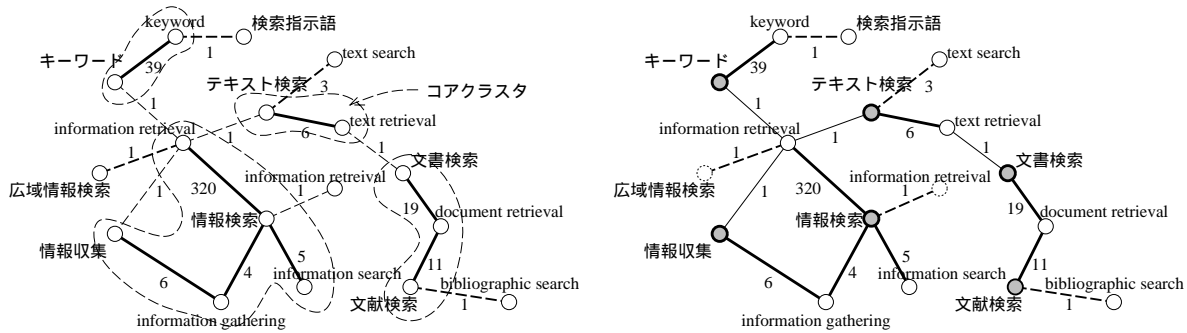 keyword
検索指示語
1
キーワード
39
text search
テキスト検索
3
コアクラスタ
1
information retrieval
1
6
text retrieval
1
1
文書検索
広域情報検索
1
320
information retreival
1
19
document retrieval
情報検索
情報収集
5
4
information search
11
6
bibliographic search
文献検索
1
information gathering
keyword
検索指示語
1
キーワード
39
text search
テキスト検索
3
1
information retrieval
1
6
text retrieval
1
1
文書検索
広域情報検索
1
320
information retreival
1
19
document retrieval
情報検索
情報収集
5
4
information search
11
6
bibliographic search
文献検索
1
information gathering